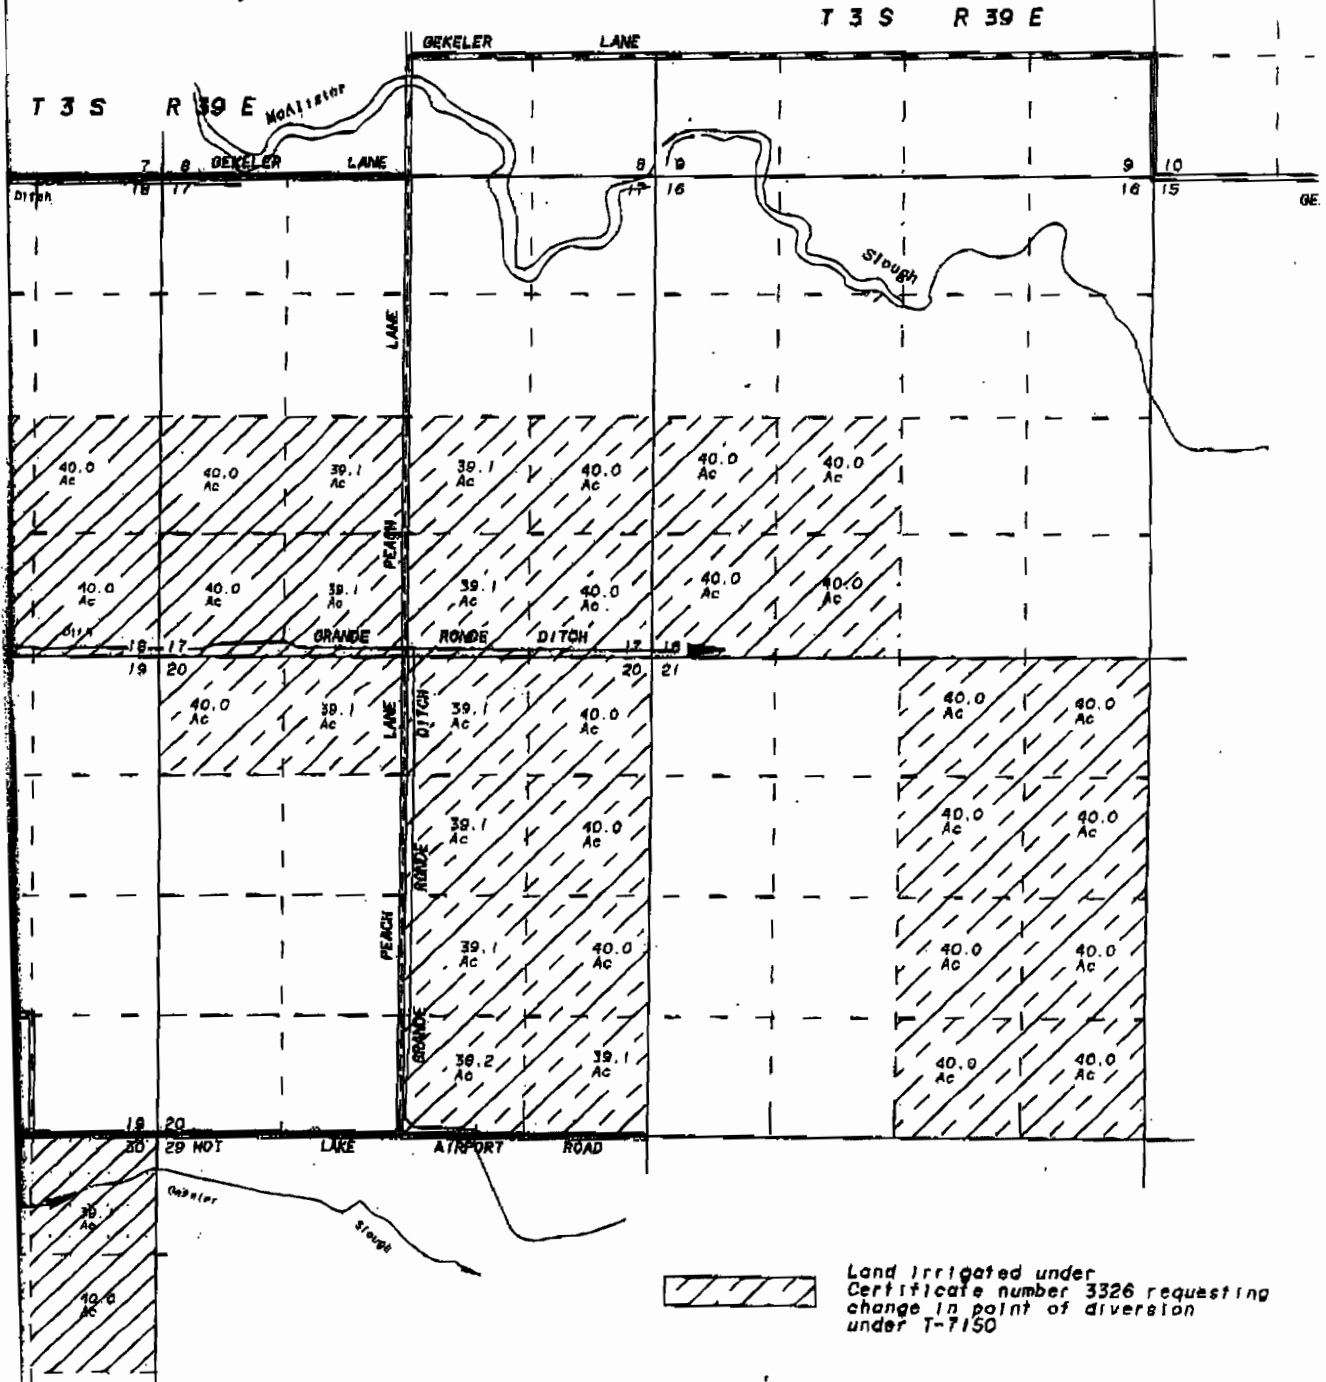 T 3 S R 39 E
GEKELER LANE
T 3 S R 39 E
McAlister
7 8 GEKELER LANE 8 9 9 10
Ditch 18 17 17 16 16 15
GE.
Slough
LANE
40.0 Ac 40.0 Ac 39.1 Ac 39.1 Ac 40.0 Ac 40.0 Ac 40.0 Ac
PEACH
40.0 Ac 40.0 Ac 39.1 Ac 39.1 Ac 40.0 Ac 40.0 Ac 40.0 Ac
Ditch 18 17 GRANDE RONDE DITCH 17 16
19 20 20 21
40.0 Ac 39.1 Ac LANE DITCH 39.1 Ac 40.0 Ac 40.0 Ac 40.0 Ac
39.1 Ac 40.0 Ac 40.0 Ac 40.0 Ac
RONDE
PEACH 39.1 Ac 40.0 Ac 40.0 Ac 40.0 Ac
GRANDE 38.2 Ac 39.1 Ac 40.0 Ac 40.0 Ac
19 20
30 29 HOT LAKE AIRPORT ROAD
39.1 Ac
Slough
40.0 Ac
Land irrigated under
Certificate number 3326 requesting
change in point of diversion
under T-7150